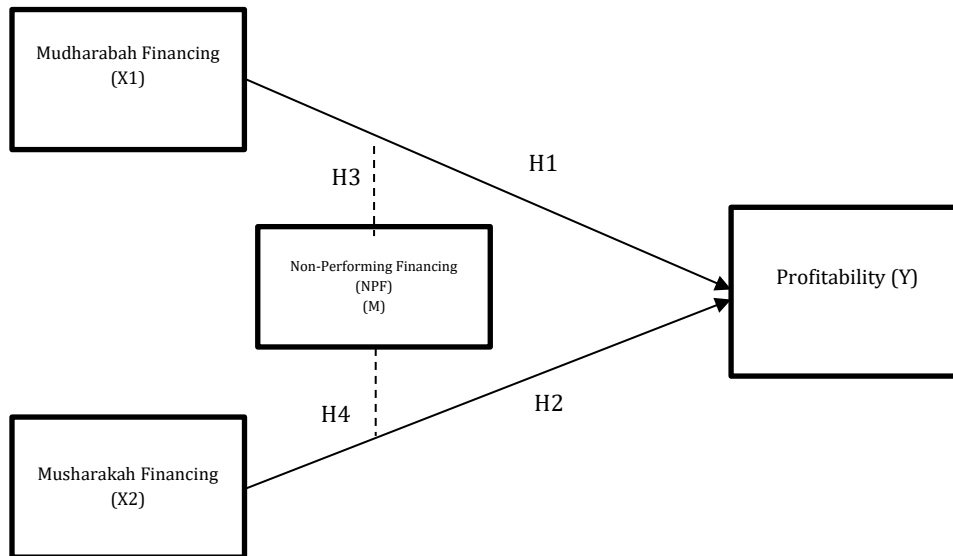 Mudharabah Financing
(X1)
H1
H3
Non-Performing Financing
(NPF)
(M)
Profitability (Y)
H4
H2
Musharakah Financing
(X2)